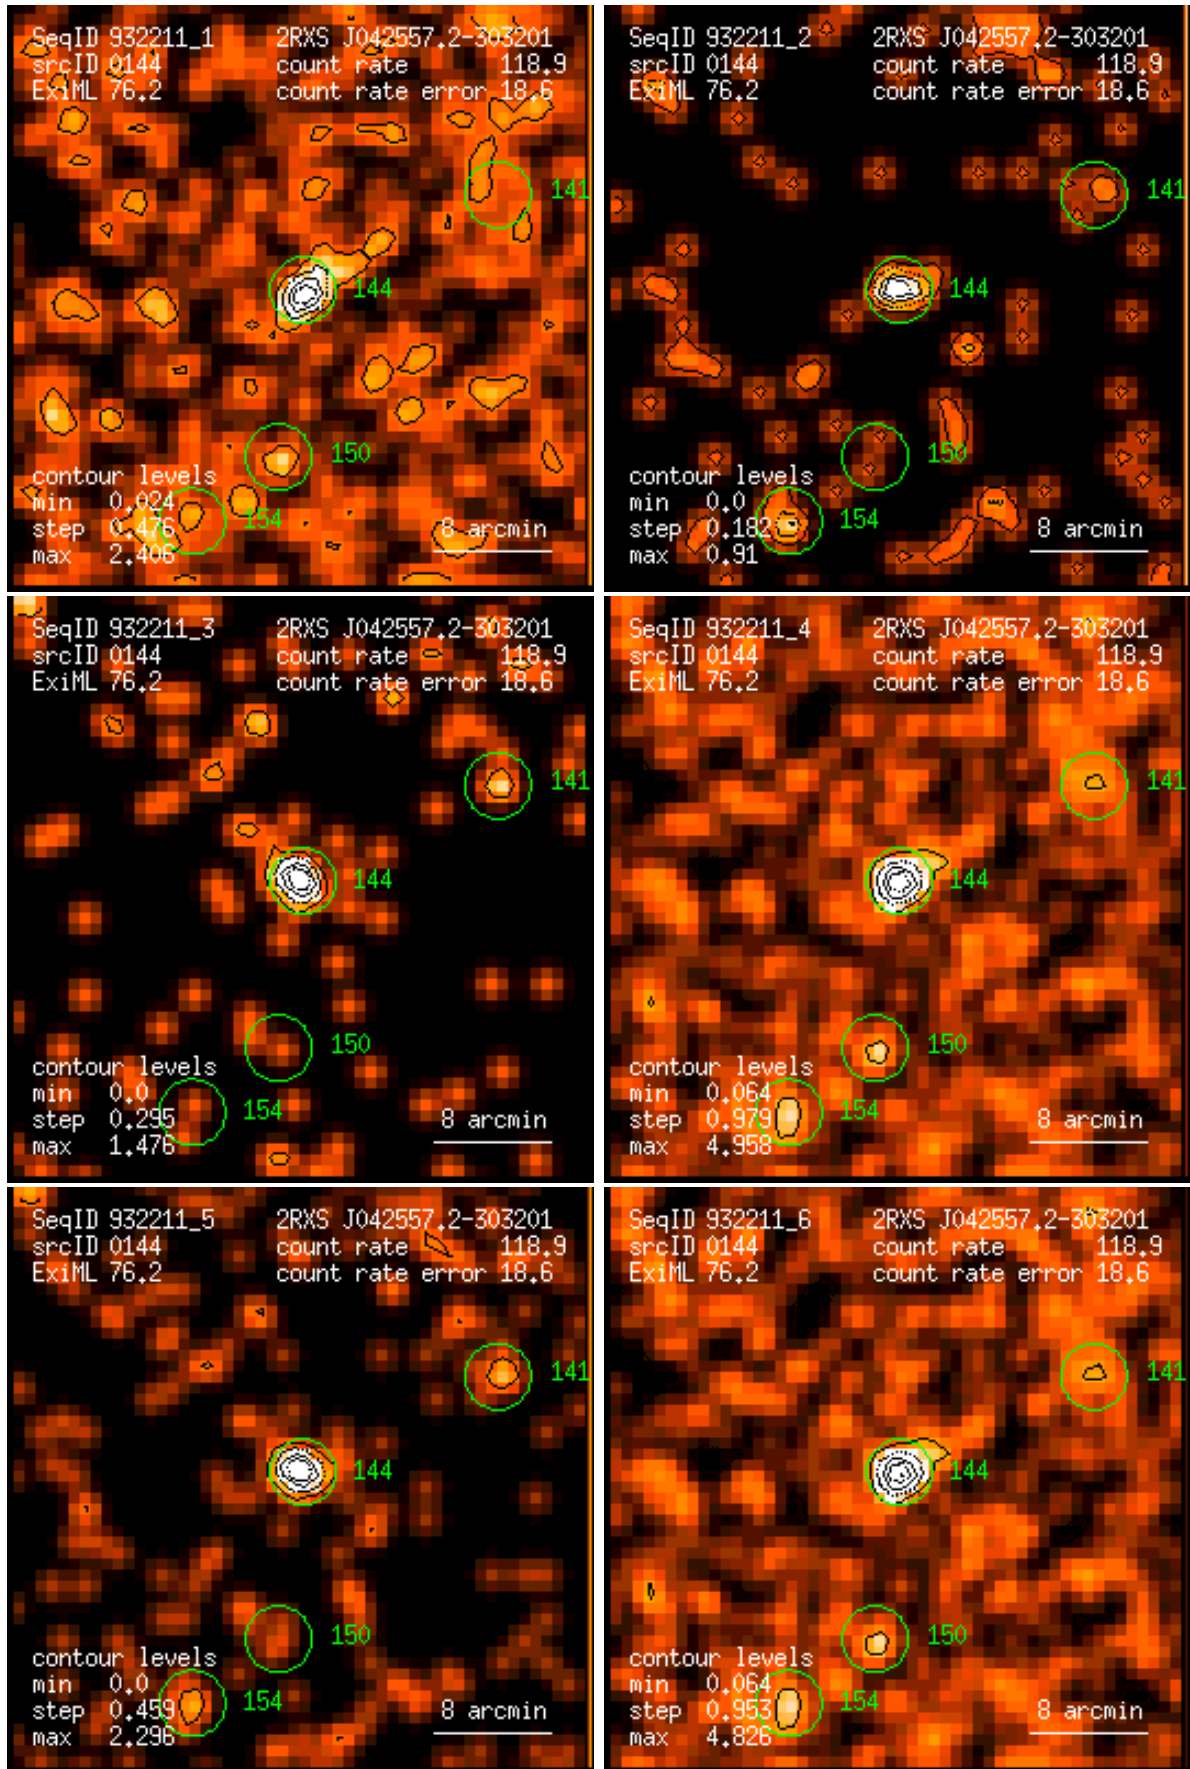 SeqID 932211_1 2RXS J042557.2-303201
srcID 0144 count rate 118.9
ExiML 76.2 count rate error 18.6
141
144
150
contour levels
min 0.024
154
step 0.476 8 arcmin
max 2.406
SeqID 932211_2 2RXS J042557.2-303201
srcID 0144 count rate 118.9
ExiML 76.2 count rate error 18.6
141
144
150
contour levels
min 0.0
154
step 0.182 8 arcmin
max 0.91
SeqID 932211_3 2RXS J042557.2-303201
srcID 0144 count rate 118.9
ExiML 76.2 count rate error 18.6
141
144
150
contour levels
min 0.0
154
step 0.295 8 arcmin
max 1.476
SeqID 932211_4 2RXS J042557.2-303201
srcID 0144 count rate 118.9
ExiML 76.2 count rate error 18.6
141
144
150
contour levels
min 0.064
154
step 0.979 8 arcmin
max 4.958
SeqID 932211_5 2RXS J042557.2-303201
srcID 0144 count rate 118.9
ExiML 76.2 count rate error 18.6
141
144
150
contour levels
min 0.0
154
step 0.459 8 arcmin
max 2.296
SeqID 932211_6 2RXS J042557.2-303201
srcID 0144 count rate 118.9
ExiML 76.2 count rate error 18.6
141
144
150
contour levels
min 0.064
154
step 0.953 8 arcmin
max 4.826